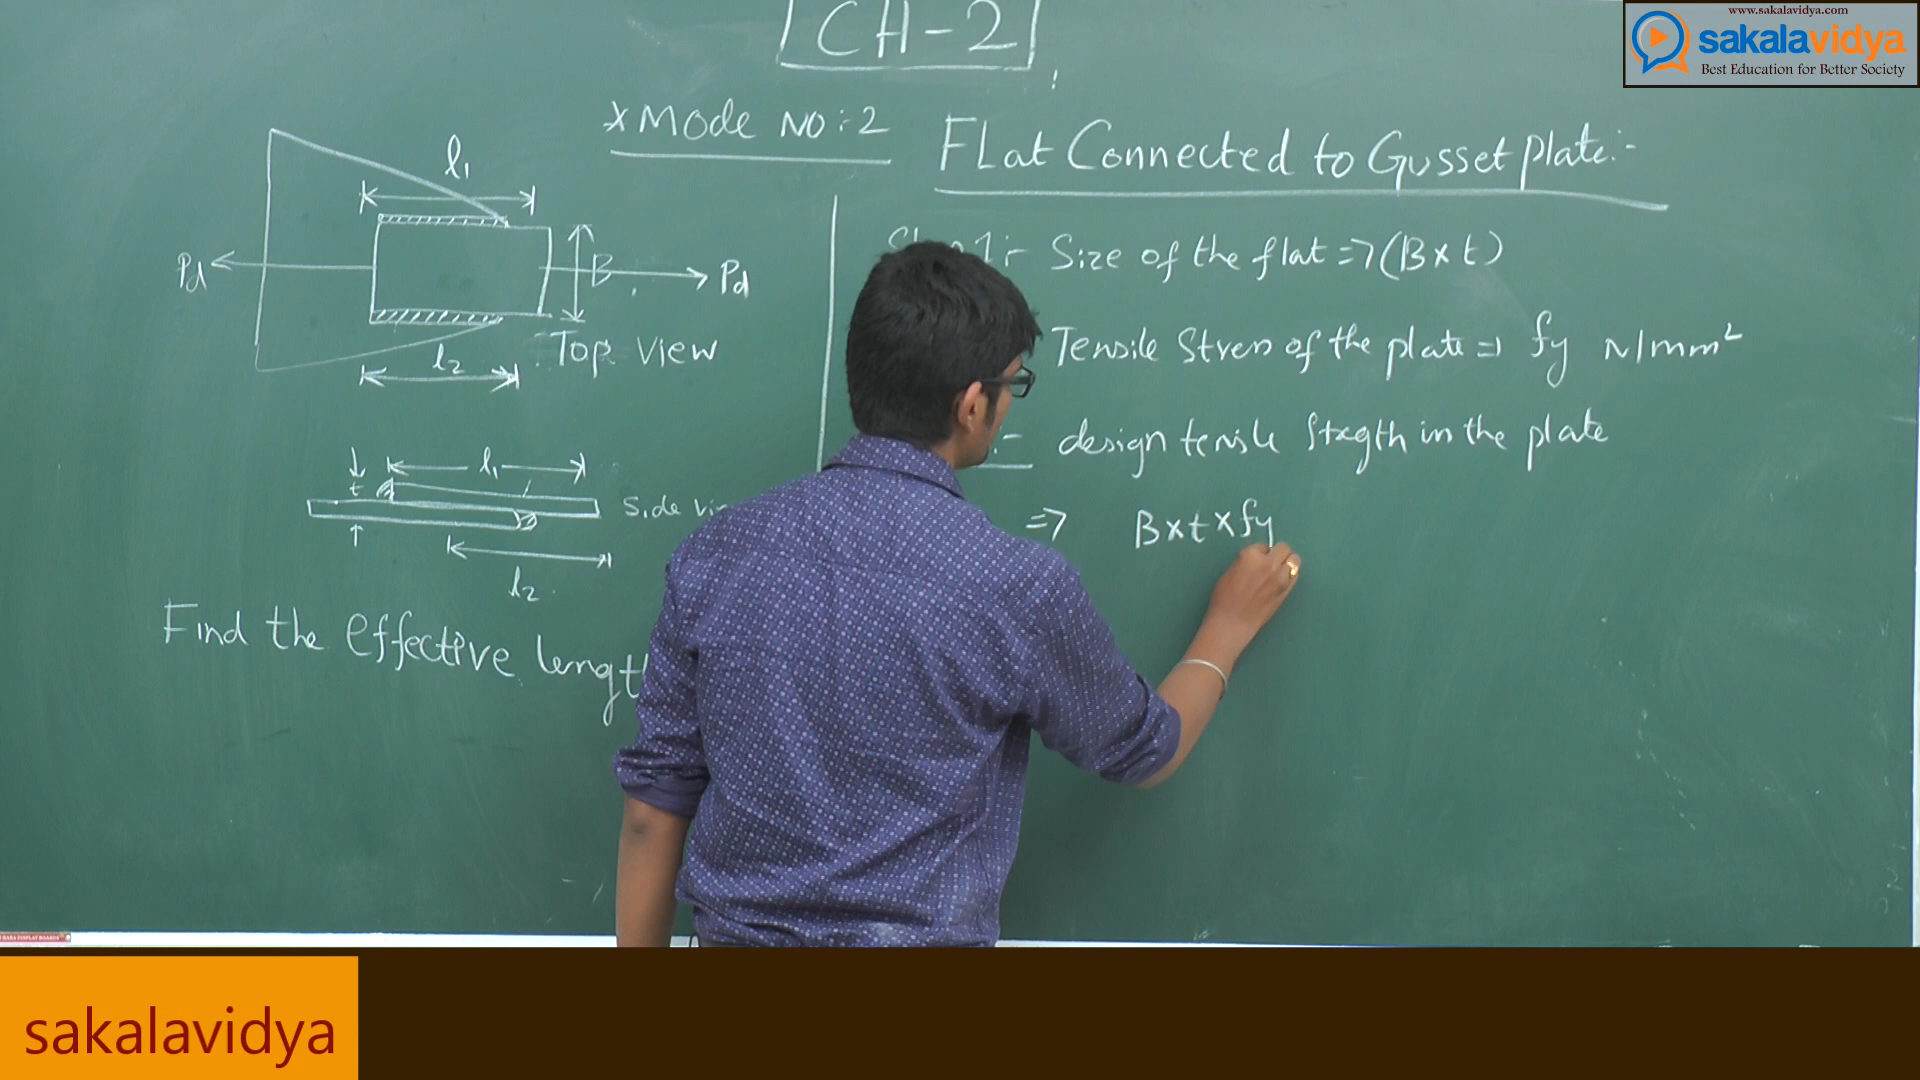 CH-2
x Mode No:-2
FLat Connected to Gusset plate:-
l1
Pd
B
Pd
Top view
l2
l1
t
Side
l2
Find the effective
Size of the flat => (B x t)
Tensile Stress of the plate => fy N/mm2
:- design tensile in the plate
=> B x t x fy
www.sakalavidya.com
sakalavidya
Best Education for Better Society
sakalavidya